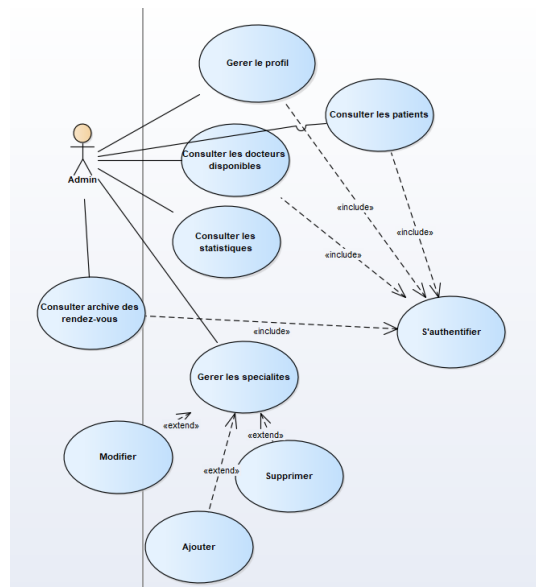 Gerer le profil
Consulter les patients
Admin
Consulter les docteurs
disponibles
«include»
«include»
Consulter les
statistiques
«include»
Consulter archive des
rendez-vous
«include»
S'authentifier
Gerer les specialites
«extend»
Modifier
«extend»
Supprimer
Ajouter